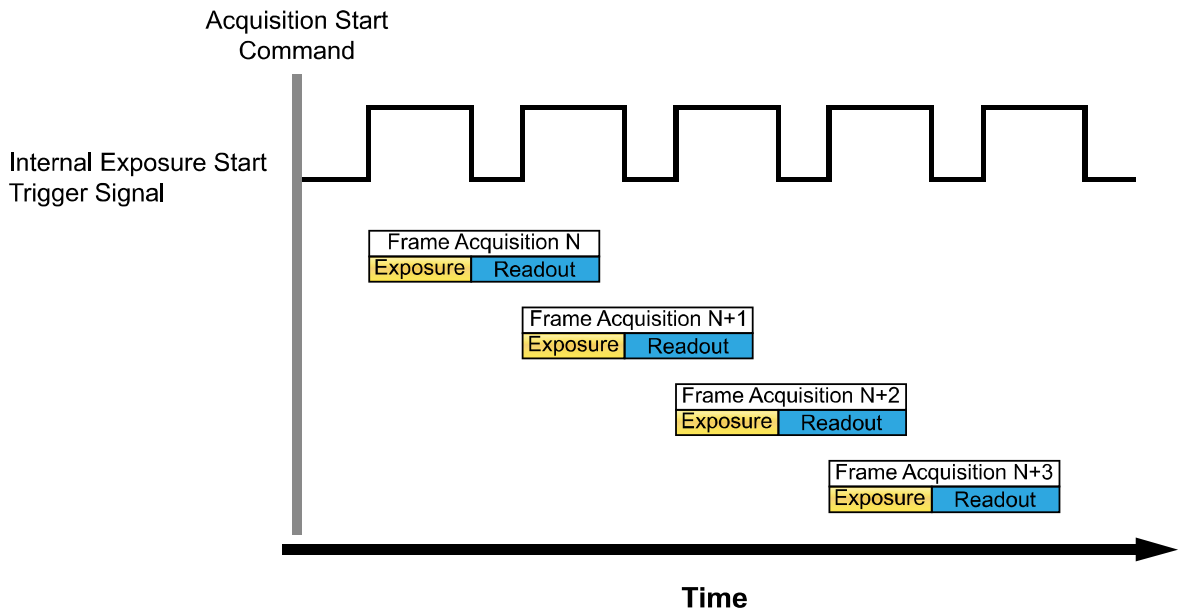 Acquisition Start
Command
Internal Exposure Start
Trigger Signal
Frame Acquisition N
Exposure Readout
Frame Acquisition N+1
Exposure Readout
Frame Acquisition N+2
Exposure Readout
Frame Acquisition N+3
Exposure Readout
Time